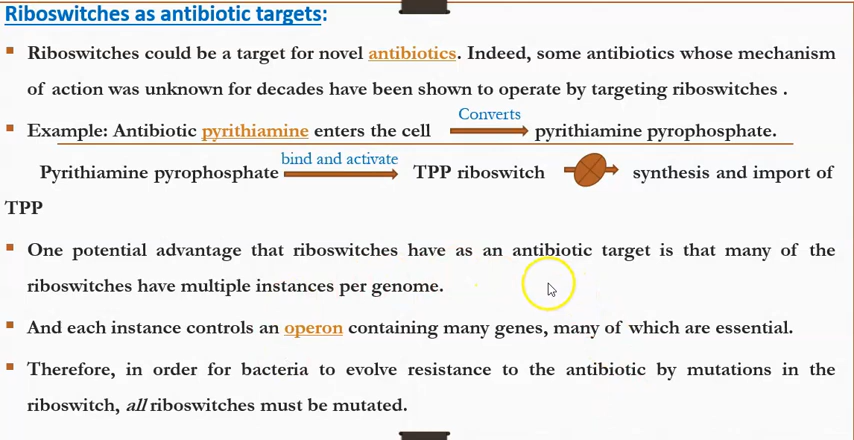 Riboswitches as antibiotic targets:
Riboswitches could be a target for novel antibiotics. Indeed, some antibiotics whose mechanism
of action was unknown for decades have been shown to operate by targeting riboswitches .
Converts
Example: Antibiotic pyrithiamine enters the cell pyrithiamine pyrophosphate.
bind and activate
Pyrithiamine pyrophosphate TPP riboswitch synthesis and import of
TPP
One potential advantage that riboswitches have as an antibiotic target is that many of the
riboswitches have multiple instances per genome.
And each instance controls an operon containing many genes, many of which are essential.
Therefore, in order for bacteria to evolve resistance to the antibiotic by mutations in the
riboswitch, all riboswitches must be mutated.